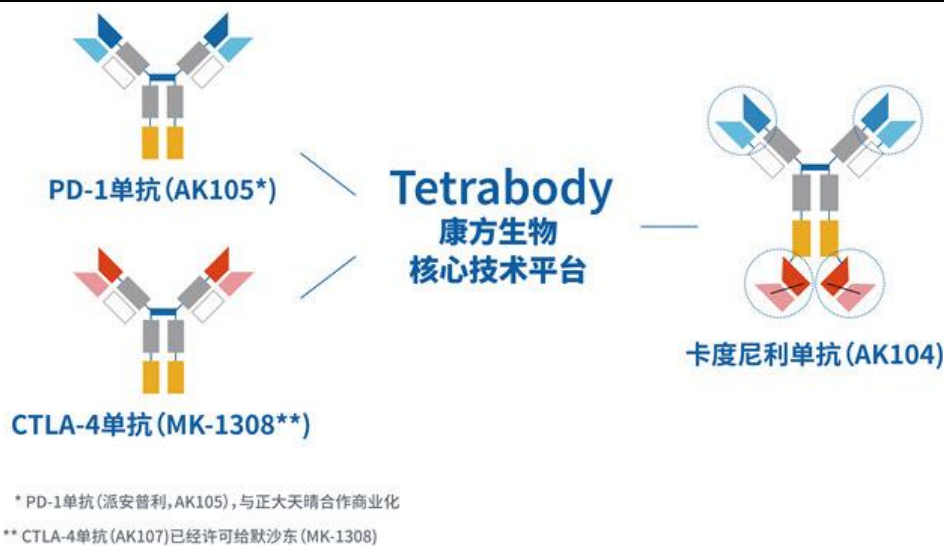 PD-1单抗(AK105*)
CTLA-4单抗(MK-1308**)
Tetrabody
康方生物
核心技术平台
卡度尼利单抗(AK104)
* PD-1单抗(派安普利,AK105),与正大天晴合作商业化
** CTLA-4单抗(AK107)已经许可给默沙东(MK-1308)